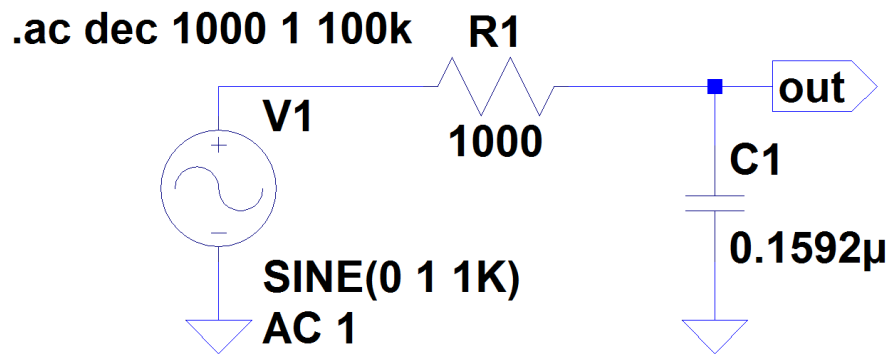 .ac dec 1000 1 100k
R1
out
V1
1000
C1
0.1592µ
SINE(0 1 1K)
AC 1